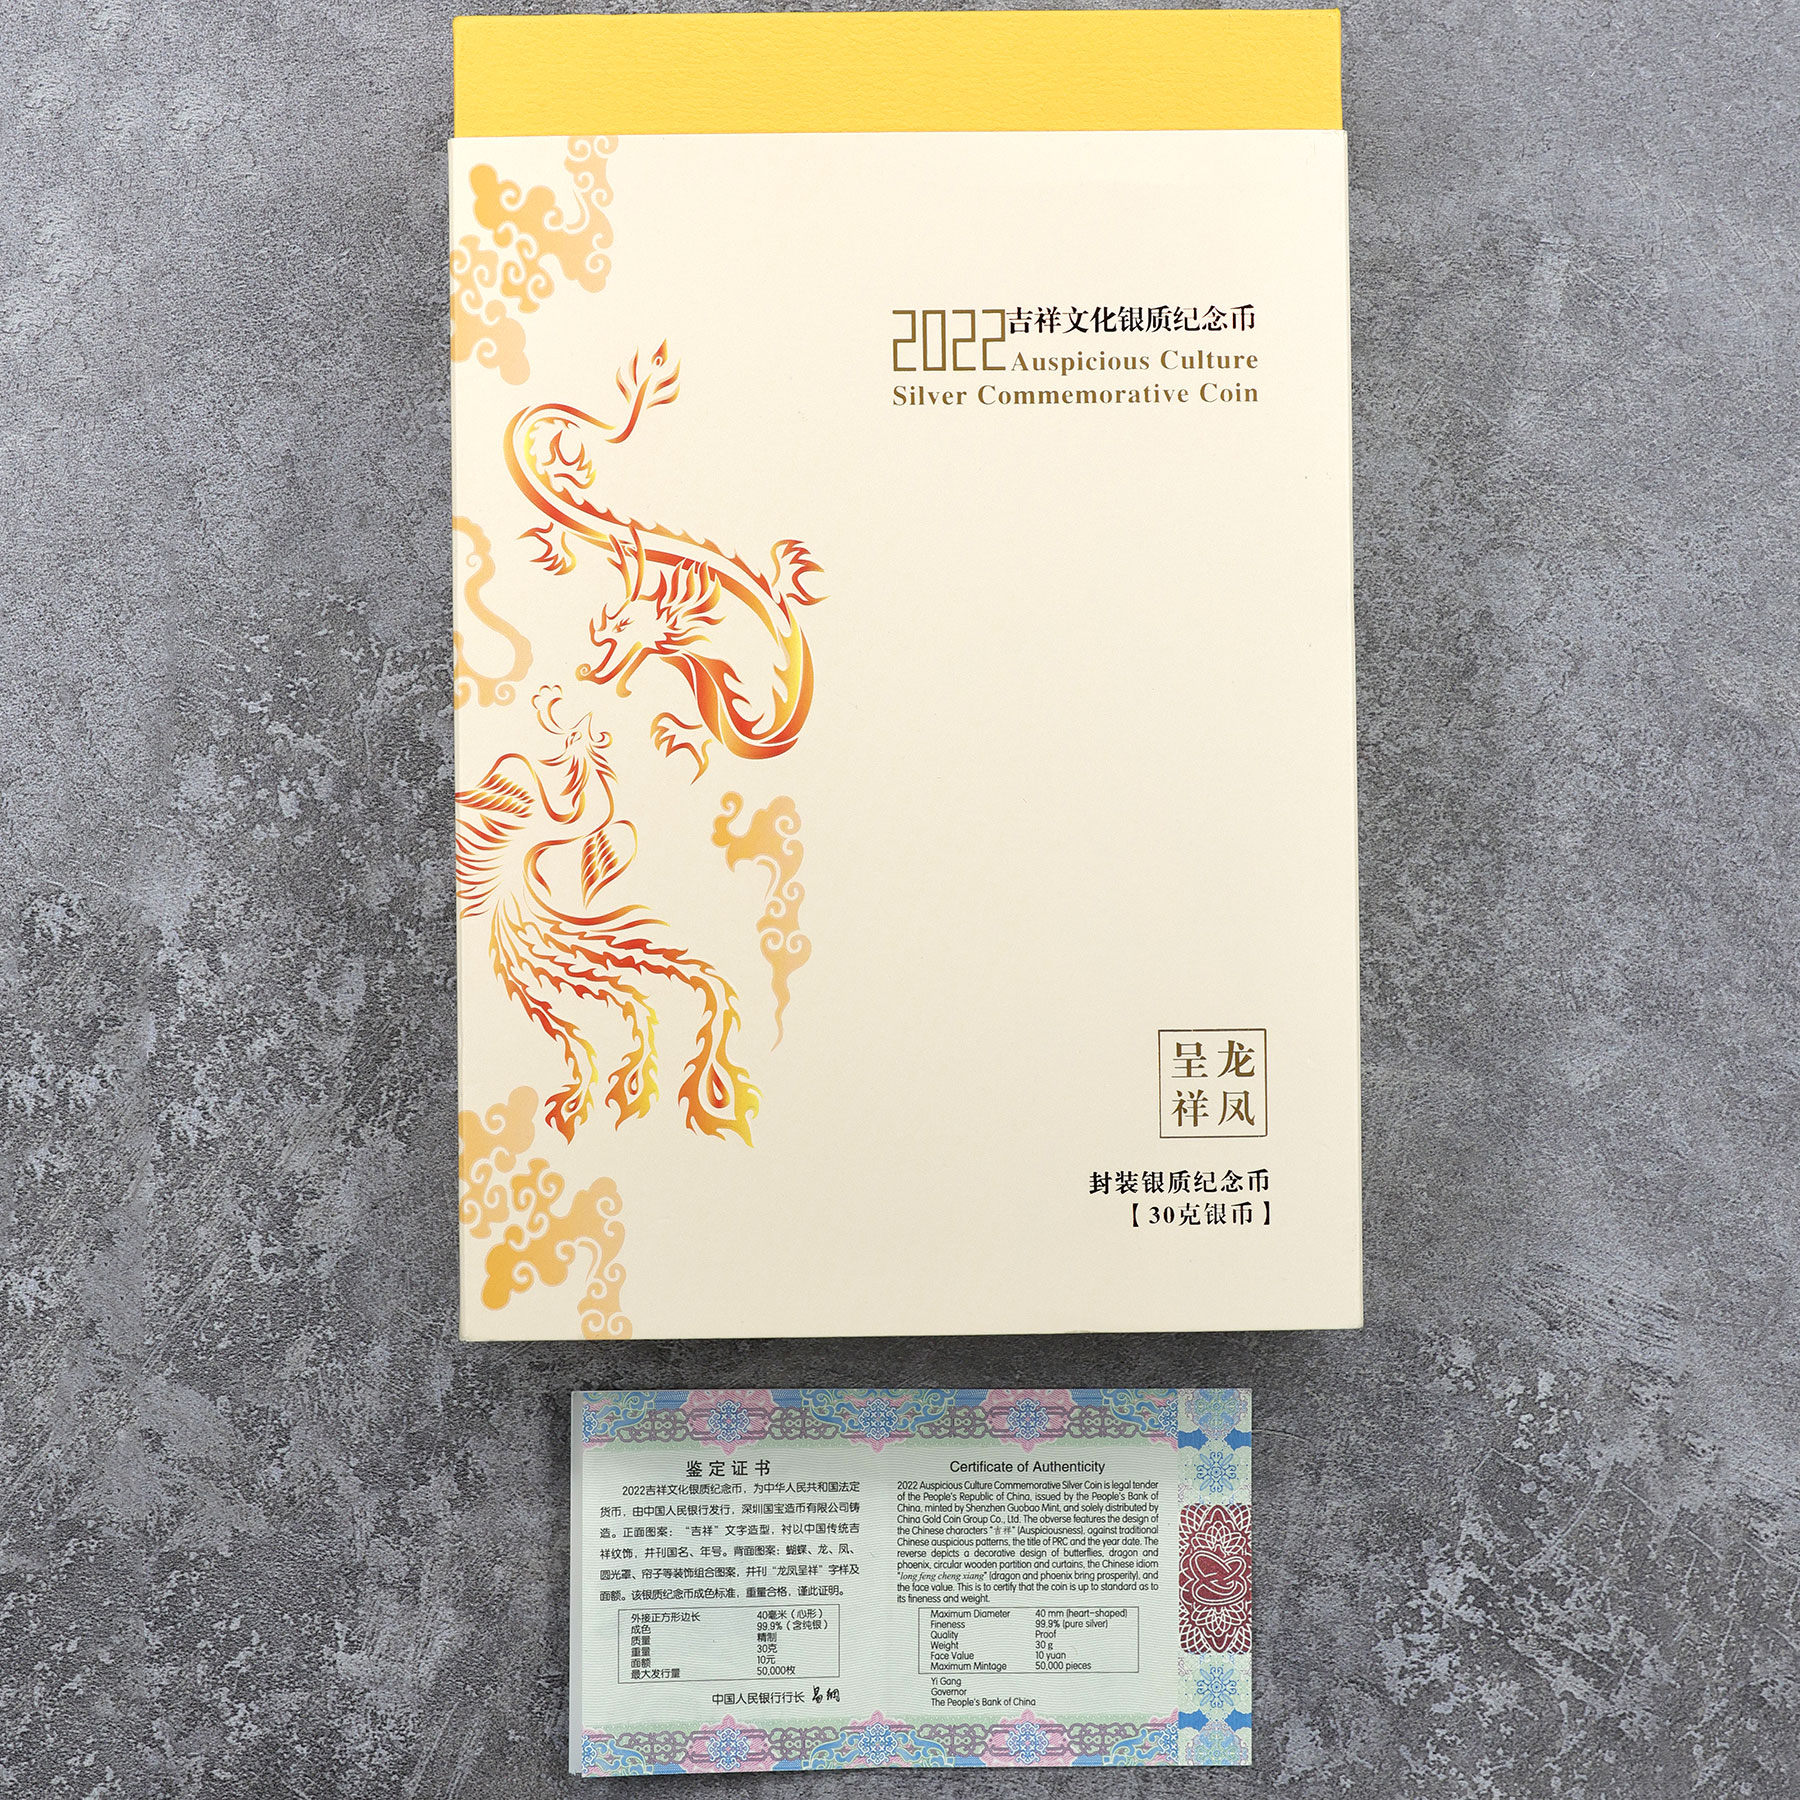 2022吉祥文化银质纪念币
Auspicious Culture
Silver Commemorative Coin
龙凤
呈祥
封装银质纪念币
【30克银币】
鉴定证书
2022吉祥文化银质纪念币，为中华人民共和国法定
货币，由中国人民银行发行，深圳国宝造币有限公司铸
造。正面图案：“吉祥”文字造型，衬以中国传统吉
祥纹饰，并刊国名、年号。背面图案：蝴蝶、龙、凤、
圆光罩、帘子等装饰组合图案，并刊“龙凤呈祥”字样及
面额。该银质纪念币成色标准，重量合格，谨此证明。
外接正方形边长 40毫米（心形）
成色 99.9%（含纯银）
质量 精制
重量 30克
面额 10元
最大发行量 50,000枚
中国人民银行行长 易纲
Certificate of Authenticity
2022 Auspicious Culture Commemorative Silver Coin is legal tender
of the People's Republic of China, issued by the People's Bank of
China, minted by Shenzhen Guobao Mint, and solely distributed by
China Gold Coin Group Co., Ltd. The obverse features the design of
the Chinese characters "吉祥" (Auspiciousness), against traditional
Chinese auspicious patterns, the title of PRC and the year date. The
reverse depicts a decorative design of butterflies, dragon and
phoenix, circular wooden partition and curtains, the Chinese idiom
"long feng cheng xiang" (dragon and phoenix bring prosperity), and
the face value. This is to certify that the coin is up to standard as to
its fineness and weight.
Maximum Diameter 40 mm (heart-shaped)
Fineness 99.9% (pure silver)
Quality Proof
Weight 30 g
Face Value 10 yuan
Maximum Mintage 50,000 pieces
Yi Gang
Governor
The People's Bank of China